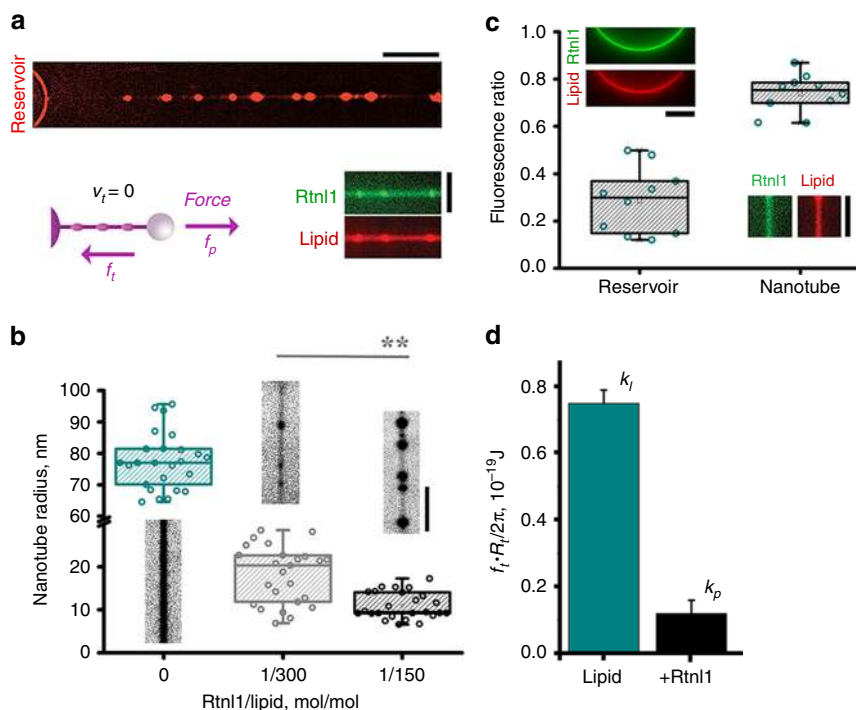 a
Reservoir
v_t = 0
Force
f_p
f_t
Rtnl1
Lipid
b
**
Nanotube radius, nm
100
90
80
70
60
20
10
0
0 1/300 1/150
Rtnl1/lipid, mol/mol
c
Fluorescence ratio
1.0
0.8
0.6
0.4
0.2
0.0
Rtnl1
Lipid
Rtnl1 Lipid
Reservoir Nanotube
d
f_t·R_t/2π, 10⁻¹⁹J
0.8
0.4
0.2
0.0
k_l
k_p
Lipid +Rtnl1